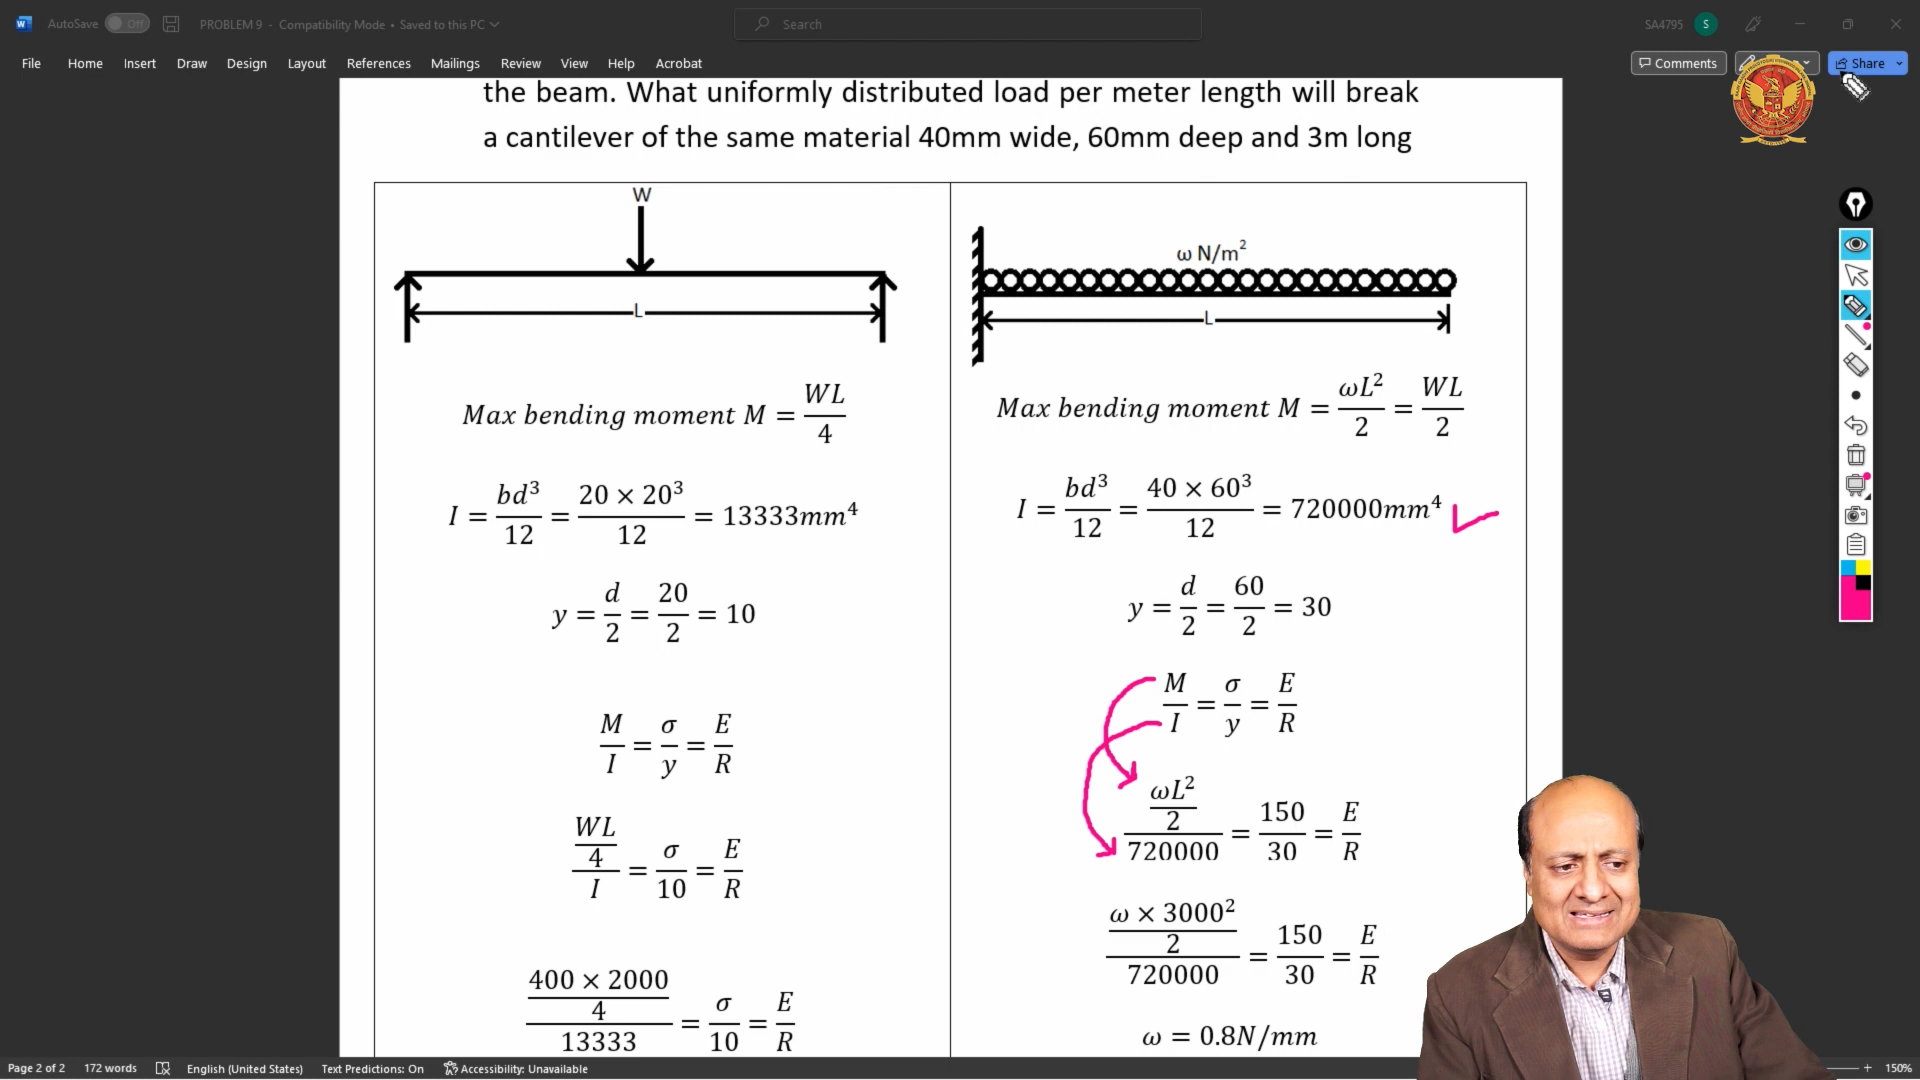 AutoSave Off PROBLEM 9 - Compatibility Mode • Saved to this PC Search SA4795 S
File Home Insert Draw Design Layout References Mailings Review View Help Acrobat Comments Share
the beam. What uniformly distributed load per meter length will break
a cantilever of the same material 40mm wide, 60mm deep and 3m long
W
L
Max bending moment M = WL/4
I = bd³/12 = 20 × 20³/12 = 13333mm⁴
y = d/2 = 20/2 = 10
M/I = σ/y = E/R
WL/4/I = σ/10 = E/R
400 × 2000/4/13333 = σ/10 = E/R
ω N/m²
L
Max bending moment M = ωL²/2 = WL/2
I = bd³/12 = 40 × 60³/12 = 720000mm⁴
y = d/2 = 60/2 = 30
M/I = σ/y = E/R
ωL²/2/720000 = 150/30 = E/R
ω × 3000²/2/720000 = 150/30 = E/R
ω = 0.8N/mm
Page 2 of 2 172 words English (United States) Text Predictions: On Accessibility: Unavailable 150%